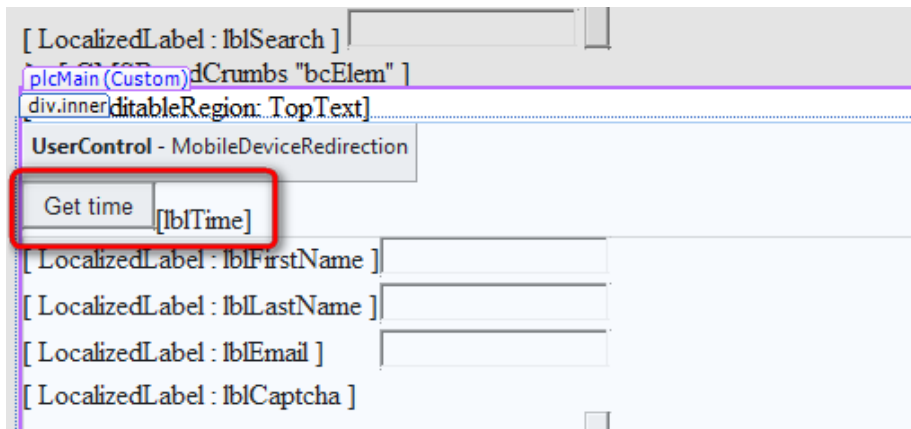 [ LocalizedLabel : lblSearch ]
dCrumbs "bcElem" ]
plcMain (Custom)
div.inner
ditableRegion: TopText]
UserControl - MobileDeviceRedirection
Get time
[lblTime]
[ LocalizedLabel : lblFirstName ]
[ LocalizedLabel : lblLastName ]
[ LocalizedLabel : lblEmail ]
[ LocalizedLabel : lblCaptcha ]